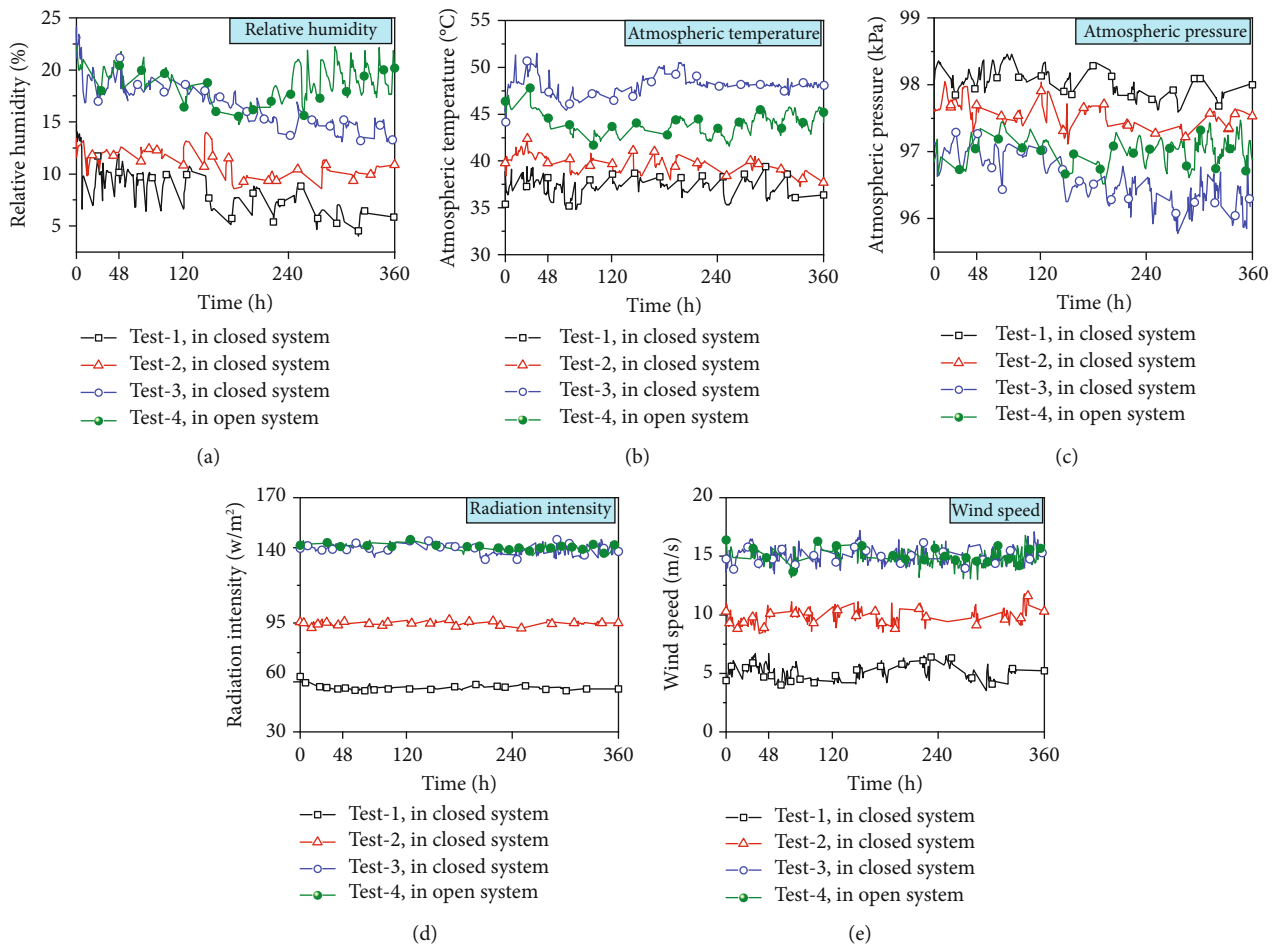 Relative humidity
Relative humidity (%)
25
20
15
10
5
0 48 120 240 360
Time (h)
Test-1, in closed system
Test-2, in closed system
Test-3, in closed system
Test-4, in open system
(a)
Atmospheric temperature
Atmospheric temperature (°C)
55
50
45
40
35
30
0 48 120 240 360
Time (h)
Test-1, in closed system
Test-2, in closed system
Test-3, in closed system
Test-4, in open system
(b)
Atmospheric pressure
Atmospheric pressure (kPa)
99
98
97
96
0 48 120 240 360
Time (h)
Test-1, in closed system
Test-2, in closed system
Test-3, in closed system
Test-4, in open system
(c)
Radiation intensity
Radiation intensity (w/m²)
170
140
95
60
30
0 48 120 240 360
Time (h)
Test-1, in closed system
Test-2, in closed system
Test-3, in closed system
Test-4, in open system
(d)
Wind speed
Wind speed (m/s)
20
15
10
5
0
0 48 120 240 360
Time (h)
Test-1, in closed system
Test-2, in closed system
Test-3, in closed system
Test-4, in open system
(e)